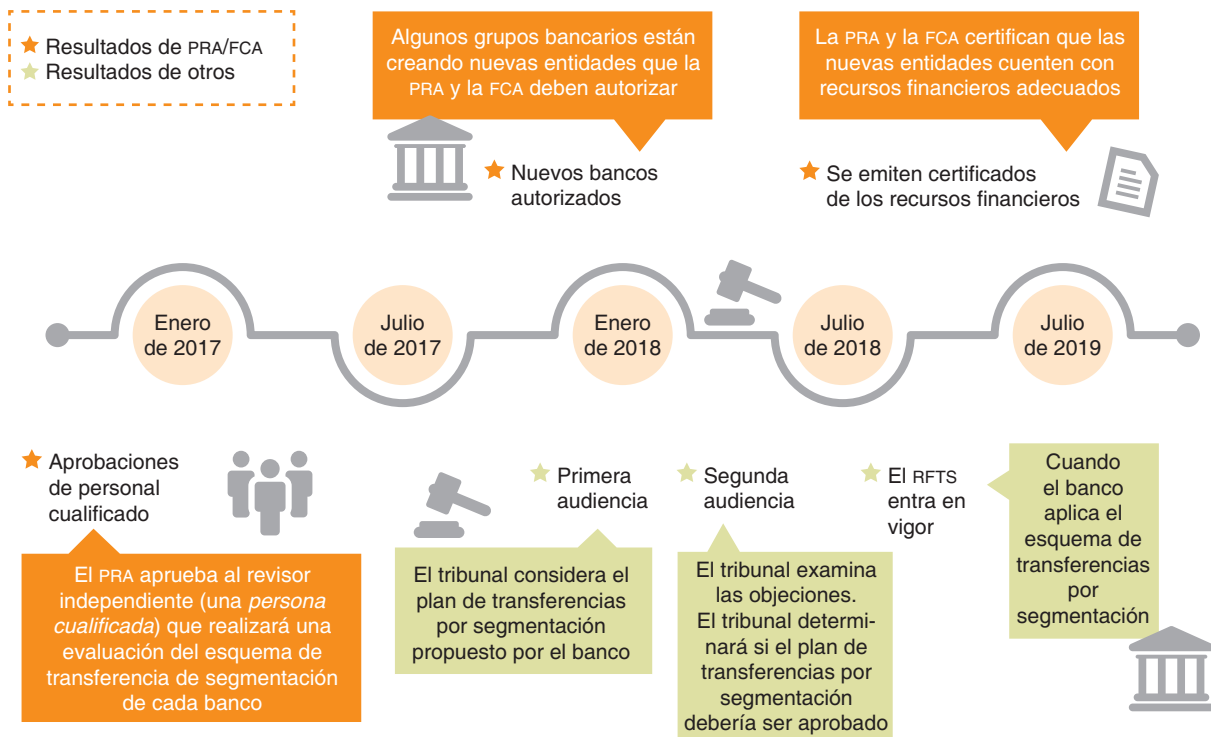 Resultados de PRA/FCA
Resultados de otros
Algunos grupos bancarios están
creando nuevas entidades que la
PRA y la FCA deben autorizar
La PRA y la FCA certifican que las
nuevas entidades cuenten con
recursos financieros adecuados
Nuevos bancos
autorizados
Se emiten certificados
de los recursos financieros
Enero
de 2017
Julio
de 2017
Enero
de 2018
Julio
de 2018
Julio
de 2019
Aprobaciones
de personal
cualificado
El PRA aprueba al revisor
independiente (una persona
cualificada) que realizará una
evaluación del esquema de
transferencia de segmentación
de cada banco
Primera
audiencia
El tribunal considera el
plan de transferencias
por segmentación
propuesto por el banco
Segunda
audiencia
El tribunal examina
las objeciones.
El tribunal determi-
nará si el plan de
transferencias por
segmentación
debería ser aprobado
El RFTS
entra en
vigor
Cuando
el banco
aplica el
esquema de
transferencias
por
segmentación